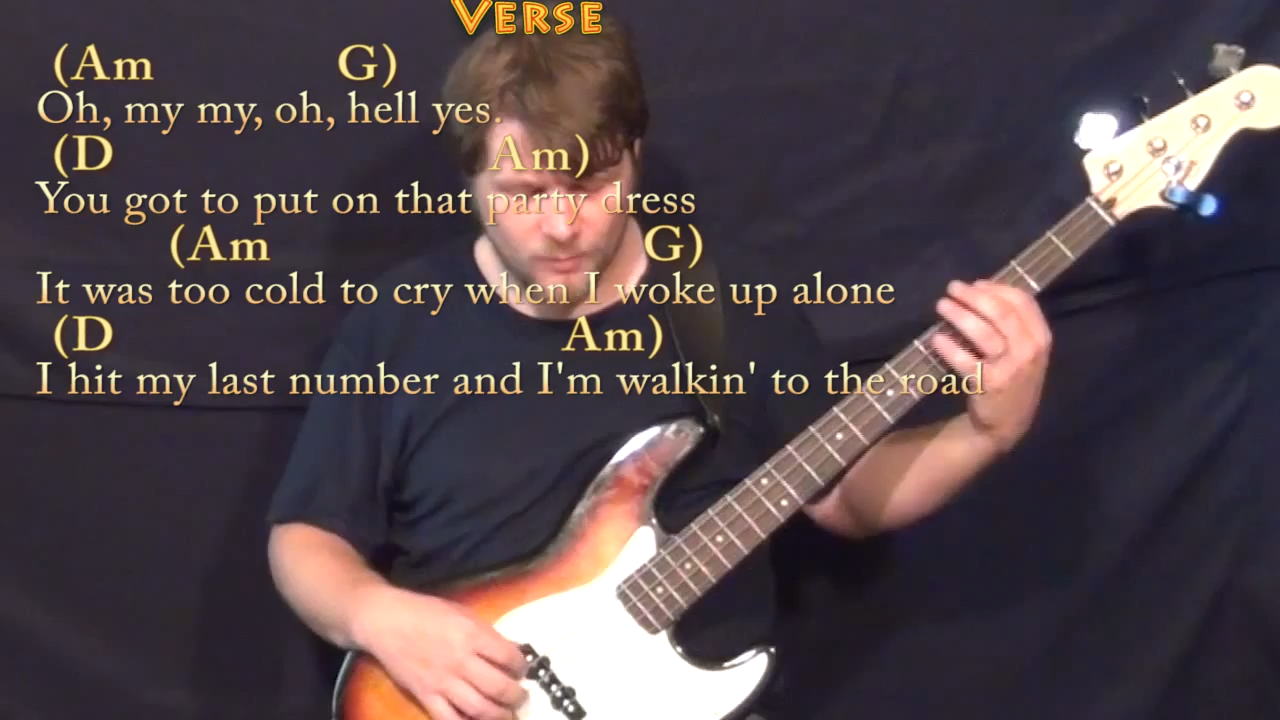 VERSE
(Am G)
Oh, my my, oh, hell yes.
(D Am)
You got to put on that party dress
(Am G)
It was too cold to cry when I woke up alone
(D Am)
I hit my last number and I'm walkin' to the road